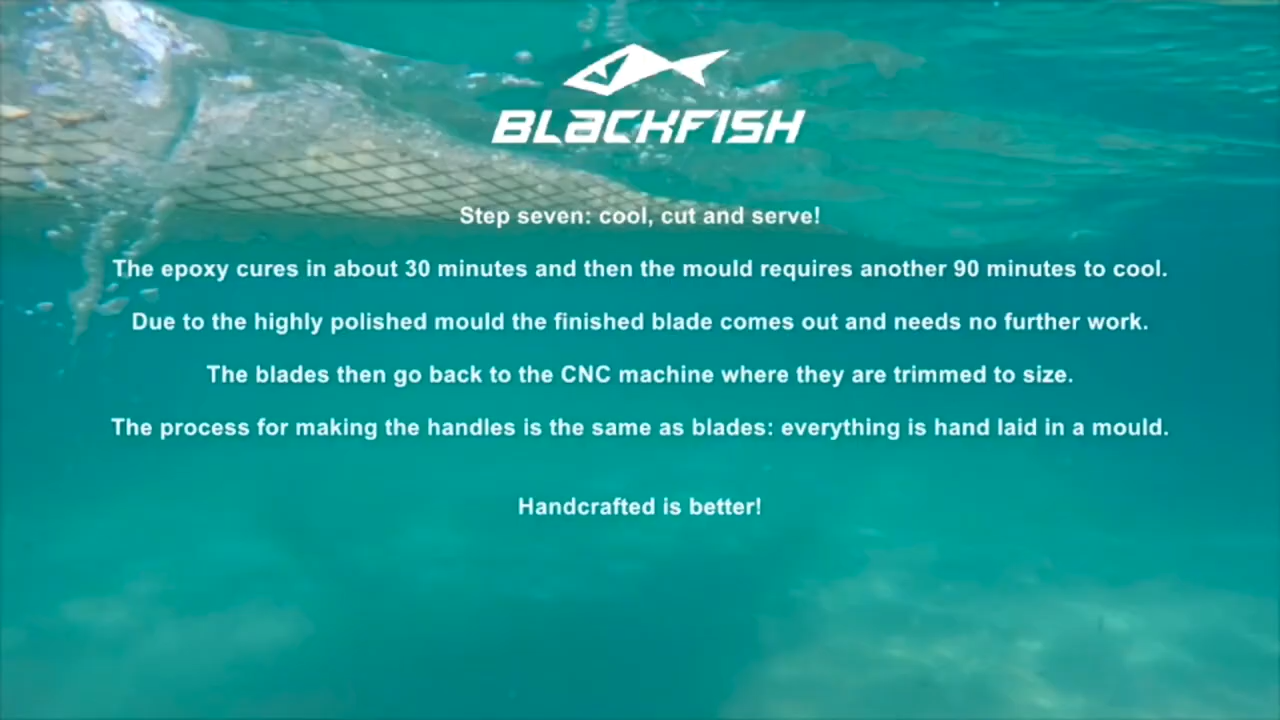 BLACKFISH
Step seven: cool, cut and serve!
The epoxy cures in about 30 minutes and then the mould requires another 90 minutes to cool.
Due to the highly polished mould the finished blade comes out and needs no further work.
The blades then go back to the CNC machine where they are trimmed to size.
The process for making the handles is the same as blades: everything is hand laid in a mould.
Handcrafted is better!